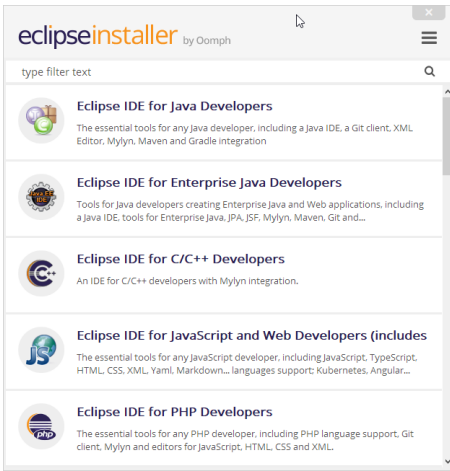 eclipseinstaller by Oomph
type filter text
Eclipse IDE for Java Developers
The essential tools for any Java developer, including a Java IDE, a Git client, XML
Editor, Mylyn, Maven and Gradle integration
Java EE
IDE
Eclipse IDE for Enterprise Java Developers
Tools for Java developers creating Enterprise Java and Web applications, including
a Java IDE, tools for Enterprise Java, JPA, JSF, Mylyn, Maven, Git and...
C++
Eclipse IDE for C/C++ Developers
An IDE for C/C++ developers with Mylyn integration.
JS
Eclipse IDE for JavaScript and Web Developers (includes
The essential tools for any JavaScript developer, including JavaScript, TypeScript,
HTML, CSS, XML, Yaml, Markdown... languages support; Kubernetes, Angular...
php
Eclipse IDE for PHP Developers
The essential tools for any PHP developer, including PHP language support, Git
client, Mylyn and editors for JavaScript, HTML, CSS and XML.